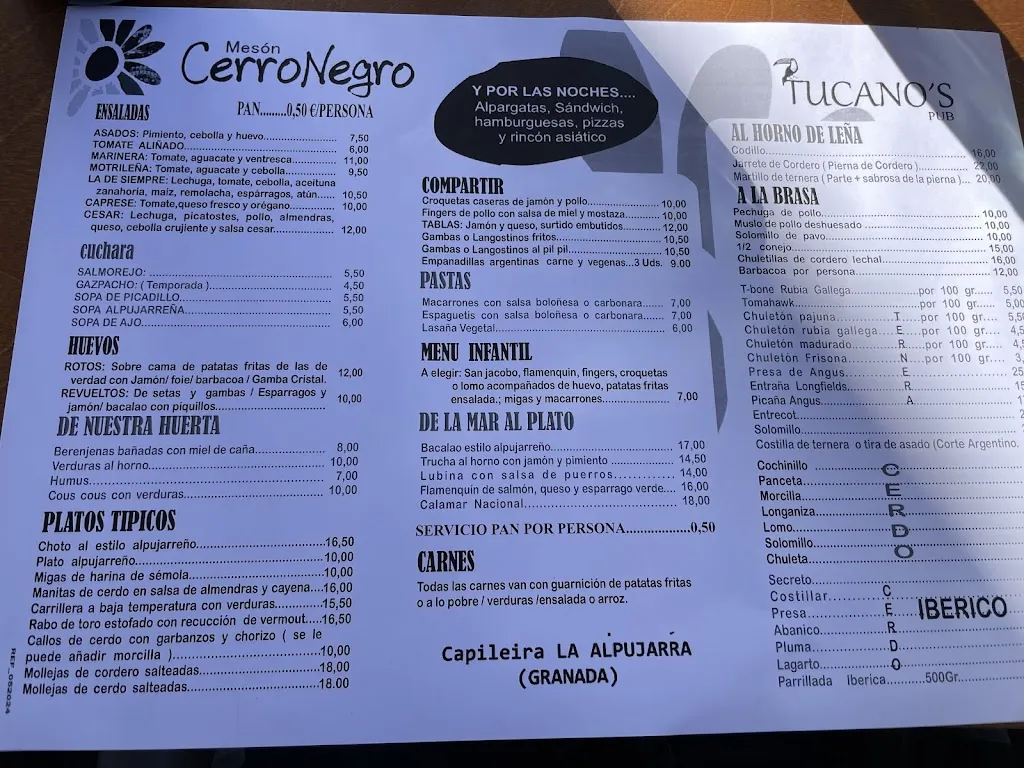 Mesón
CerroNegro
ENSALADAS
PAN.........0,50 €/PERSONA
ASADOS: Pimiento, cebolla y huevo............................ 7,50
TOMATE ALIÑADO.................................................. 6,00
MARINERA: Tomate, aguacate y ventresca................... 11,00
MOTRILEÑA: Tomate, aguacate y cebolla.................... 9,50
LA DE SIEMPRE: Lechuga, tomate, cebolla, aceituna
zanahoria, maiz, remolacha, espárragos, atún...... 10,50
CAPRESE: Tomate,queso fresco y orégano................... 10,00
CESAR: Lechuga, picatostes, pollo, almendras,
queso, cebolla crujiente y salsa cesar.................... 12,00
cuchara
SALMOREJO: .................................................. 5,50
GAZPACHO: ( Temporada )................................... 4,50
SOPA DE PICADILLO........................................... 5,50
SOPA ALPUJARREÑA........................................... 5,50
SOPA DE AJO.................................................... 6,00
HUEVOS
ROTOS: Sobre cama de patatas fritas de las de
verdad con Jamón/ foie/ barbacoa / Gamba Cristal. 12,00
REVUELTOS: De setas y gambas / Esparragos y
jamón/ bacalao con piquillos.................................... 10,00
DE NUESTRA HUERTA
Berenjenas bañadas con miel de caña.................... 8,00
Verduras al horno............................................... 10,00
Humus............................................................. 7,00
Cous cous con verduras....................................... 10,00
PLATOS TIPICOS
Choto al estilo alpujarreño....................................16,50
Plato alpujarreño................................................10,00
Migas de harina de sémola....................................10,00
Manitas de cerdo en salsa de almendras y cayena....16,00
Carrillera a baja temperatura con verduras.............15,50
Rabo de toro estofado con recucción de vermout.....16,50
Callos de cerdo con garbanzos y chorizo ( se le
puede añadir morcilla ).......................................10,00
Mollejas de cordero salteadas...............................18,00
Mollejas de cerdo salteadas..................................18.00
REF_052024
Y POR LAS NOCHES....
Alpargatas, Sándwich,
hamburguesas, pizzas
y rincón asiático
COMPARTIR
Croquetas caseras de jamón y pollo..................... 10,00
Fingers de pollo con salsa de miel y mostaza.......... 10,00
TABLAS: Jamón y queso, surtido embutidos............ 12,00
Gambas o Langostinos fritos............................... 10,50
Gambas o Langostinos al pil pil........................... 10,50
Empanadillas argentinas carne y vegenas...3 Uds. 9.00
PASTAS
Macarrones con salsa boloñesa o carbonara....... 7,00
Espaguetis con salsa boloñesa o carbonara........ 7,00
Lasaña Vegetal.................................................. 6,00
MENU INFANTIL
A elegir: San jacobo, flamenquin, fingers, croquetas
o lomo acompañados de huevo, patatas fritas
ensalada.; migas y macarrones......................... 7,00
DE LA MAR AL PLATO
Bacalao estilo alpujarreño................................ 17,00
Trucha al horno con jamón y pimiento ................. 14,50
Lubina con salsa de puerros............ 14,00
Flamenquin de salmón, queso y esparrago verde.... 16,00
Calamar Nacional........................................ 18,00
SERVICIO PAN POR PERSONA..................0,50
CARNES
Todas las carnes van con guarnición de patatas fritas
o a lo pobre / verduras /ensalada o arroz.
Capileira LA ALPUJARRA
(GRANADA)
TUCANO'S
PUB
AL HORNO DE LEÑA
Codillo......................................................... 16,00
Jarrete de Cordero ( Pierna de Cordero )............. 22,00
Martillo de ternera ( Parte + sabrosa de la pierna )... 20,00
A LA BRASA
Pechuga de pollo........................................... 10,00
Muslo de pollo deshuesado ............................. 10,00
Solomillo de pavo.......................................... 10,00
1/2 conejo.................................................... 15,00
Chuletillas de cordero lechal............................ 16,00
Barbacoa por persona.................................... 12,00
T-bone Rubia Gallega.................por 100 gr...... 5,50
Tomahawk..............................por 100 gr...... 5,00
Chuletón pajuna...........T....por 100 gr...... 5,50
Chuletón rubia gallega....E....por 100 gr......
Chuletón madurado........R....por 100 gr......
Chuletón Frisona............N....por 100 gr......
Presa de Angus..............E
Entraña Longfields..........R
Picaña Angus................A
Entrecot
Solomillo
Costilla de ternera o tira de asado (Corte Argentino.
Cochinillo
Panceta
Morcilla
Longaniza
Lomo
Solomillo
Chuleta
CERDO
Secreto
Costillar
Presa
Abanico
Pluma
Lagarto
CERDO
IBERICO
Parrillada Iberica..........500Gr.